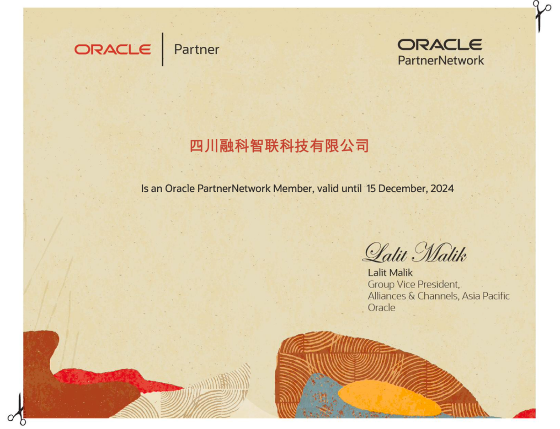 ORACLE | Partner
ORACLE
PartnerNetwork
四川融科智联科技有限公司
Is an Oracle PartnerNetwork Member, valid until 15 December, 2024
Lalit Malik
Lalit Malik
Group Vice President,
Alliances & Channels, Asia Pacific
Oracle